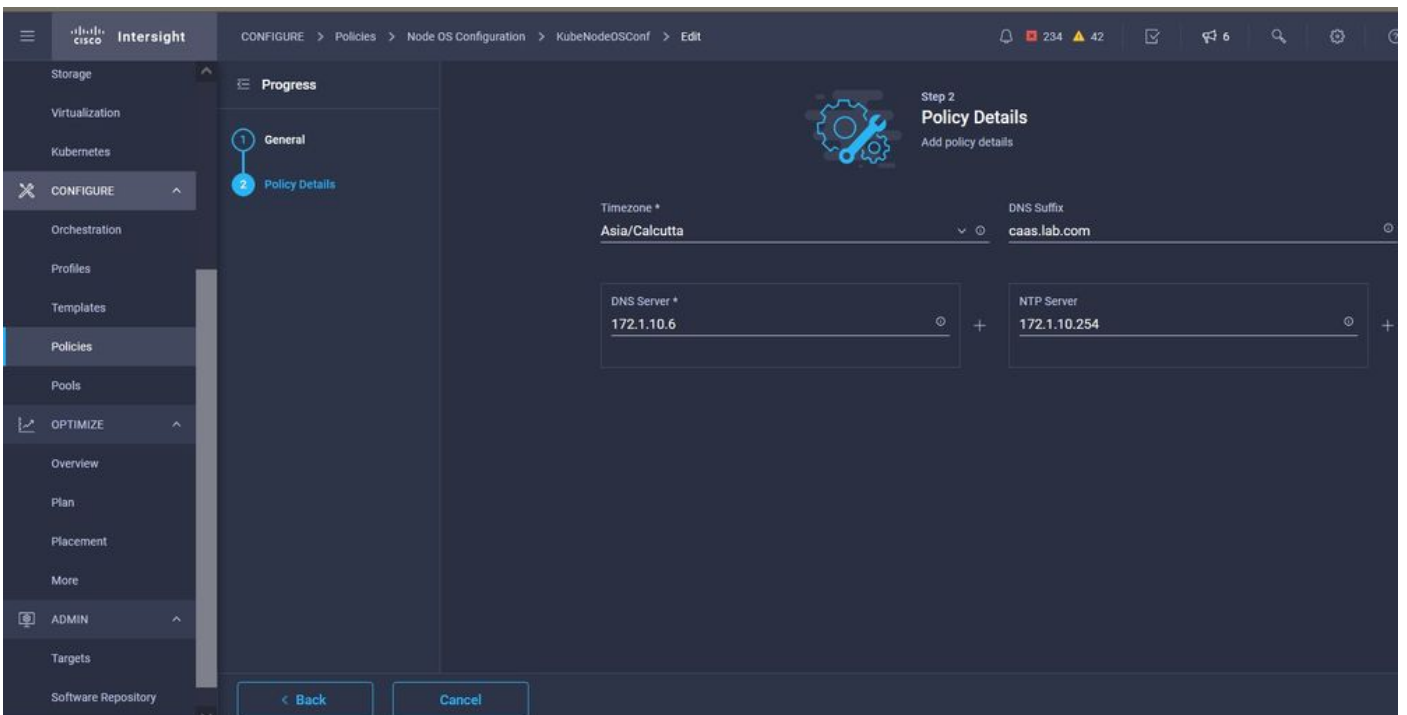 cisco Intersight
CONFIGURE > Policies > Node OS Configuration > KubeNodeOSConf > Edit
234 42
6
Storage
Virtualization
Kubernetes
CONFIGURE
Orchestration
Profiles
Templates
Policies
Pools
OPTIMIZE
Overview
Plan
Placement
More
ADMIN
Targets
Software Repository
Progress
1 General
2 Policy Details
Step 2
Policy Details
Add policy details
Timezone *
Asia/Calcutta
DNS Suffix
caas.lab.com
DNS Server *
172.1.10.6
+
NTP Server
172.1.10.254
+
< Back
Cancel